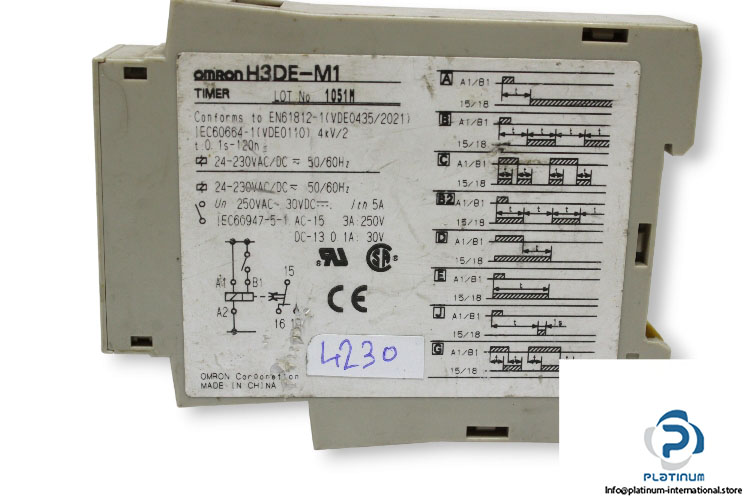 omron H3DE-M1
TIMER LOT No 1051M
Conforms to EN61812-1(VDE0435/2021)
IEC60664-1(VDE0110) 4kV/2
t 0.1s-120h
24-230VAC/DC 50/60Hz
24-230VAC/DC 50/60Hz
Un 250VAC~ 30VDC Ith 5A
IEC60947-5-1 AC-15 3A 250V
DC-13 0.1A: 30V
15
A1 B1
A2
16
CE
4230
OMRON Corporation
MADE IN CHINA
A A1/B1
t
15/18
B A1/B1
t t t t
15/18
C A1/B1
15/18
t t t t
B2 A1/B1
t t t t
15/18
D A1/B1
t
15/18
E A1/B1
t
15/18
J A1/B1
t 1s
15/18
G A1/B1
t t t
15/18
PLATINUM
Info@platinum-international.store